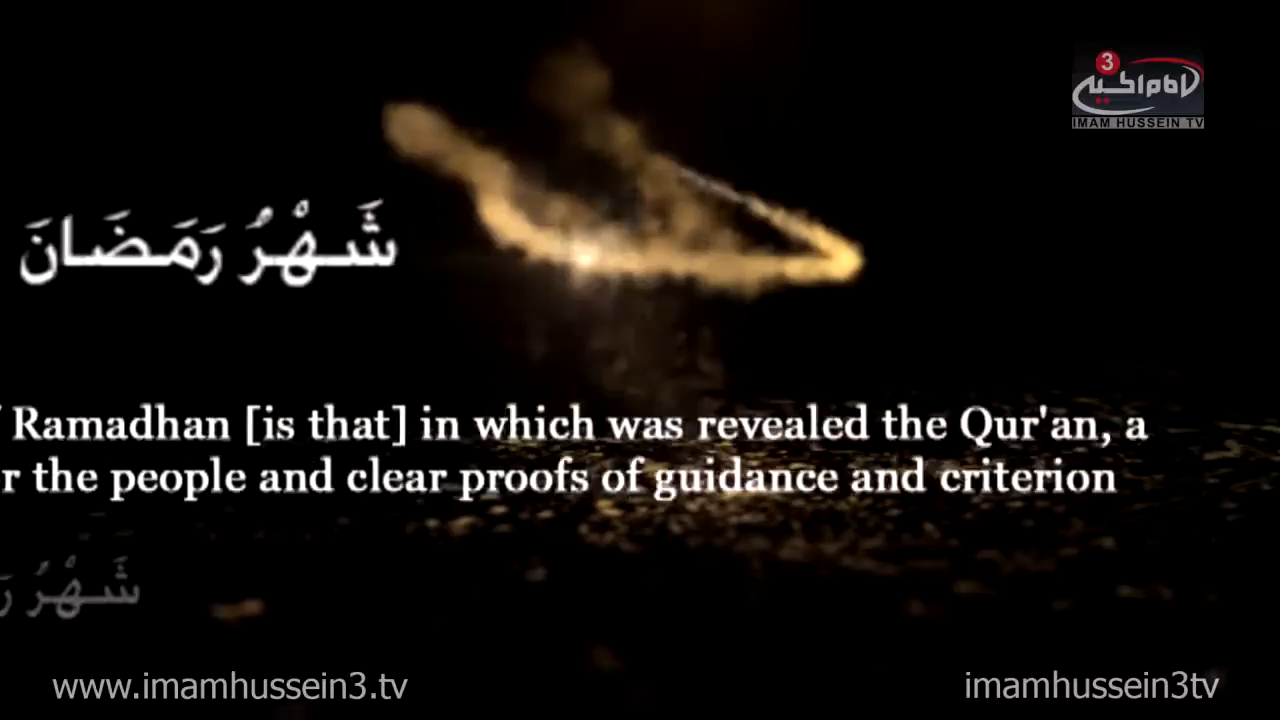 3
IMAM HUSSEIN TV
شَهْرُ رَمَضَانَ
Ramadhan [is that] in which was revealed the Qur'an, a
r the people and clear proofs of guidance and criterion
شَهْرُ رَ
www.imamhussein3.tv
imamhussein3tv